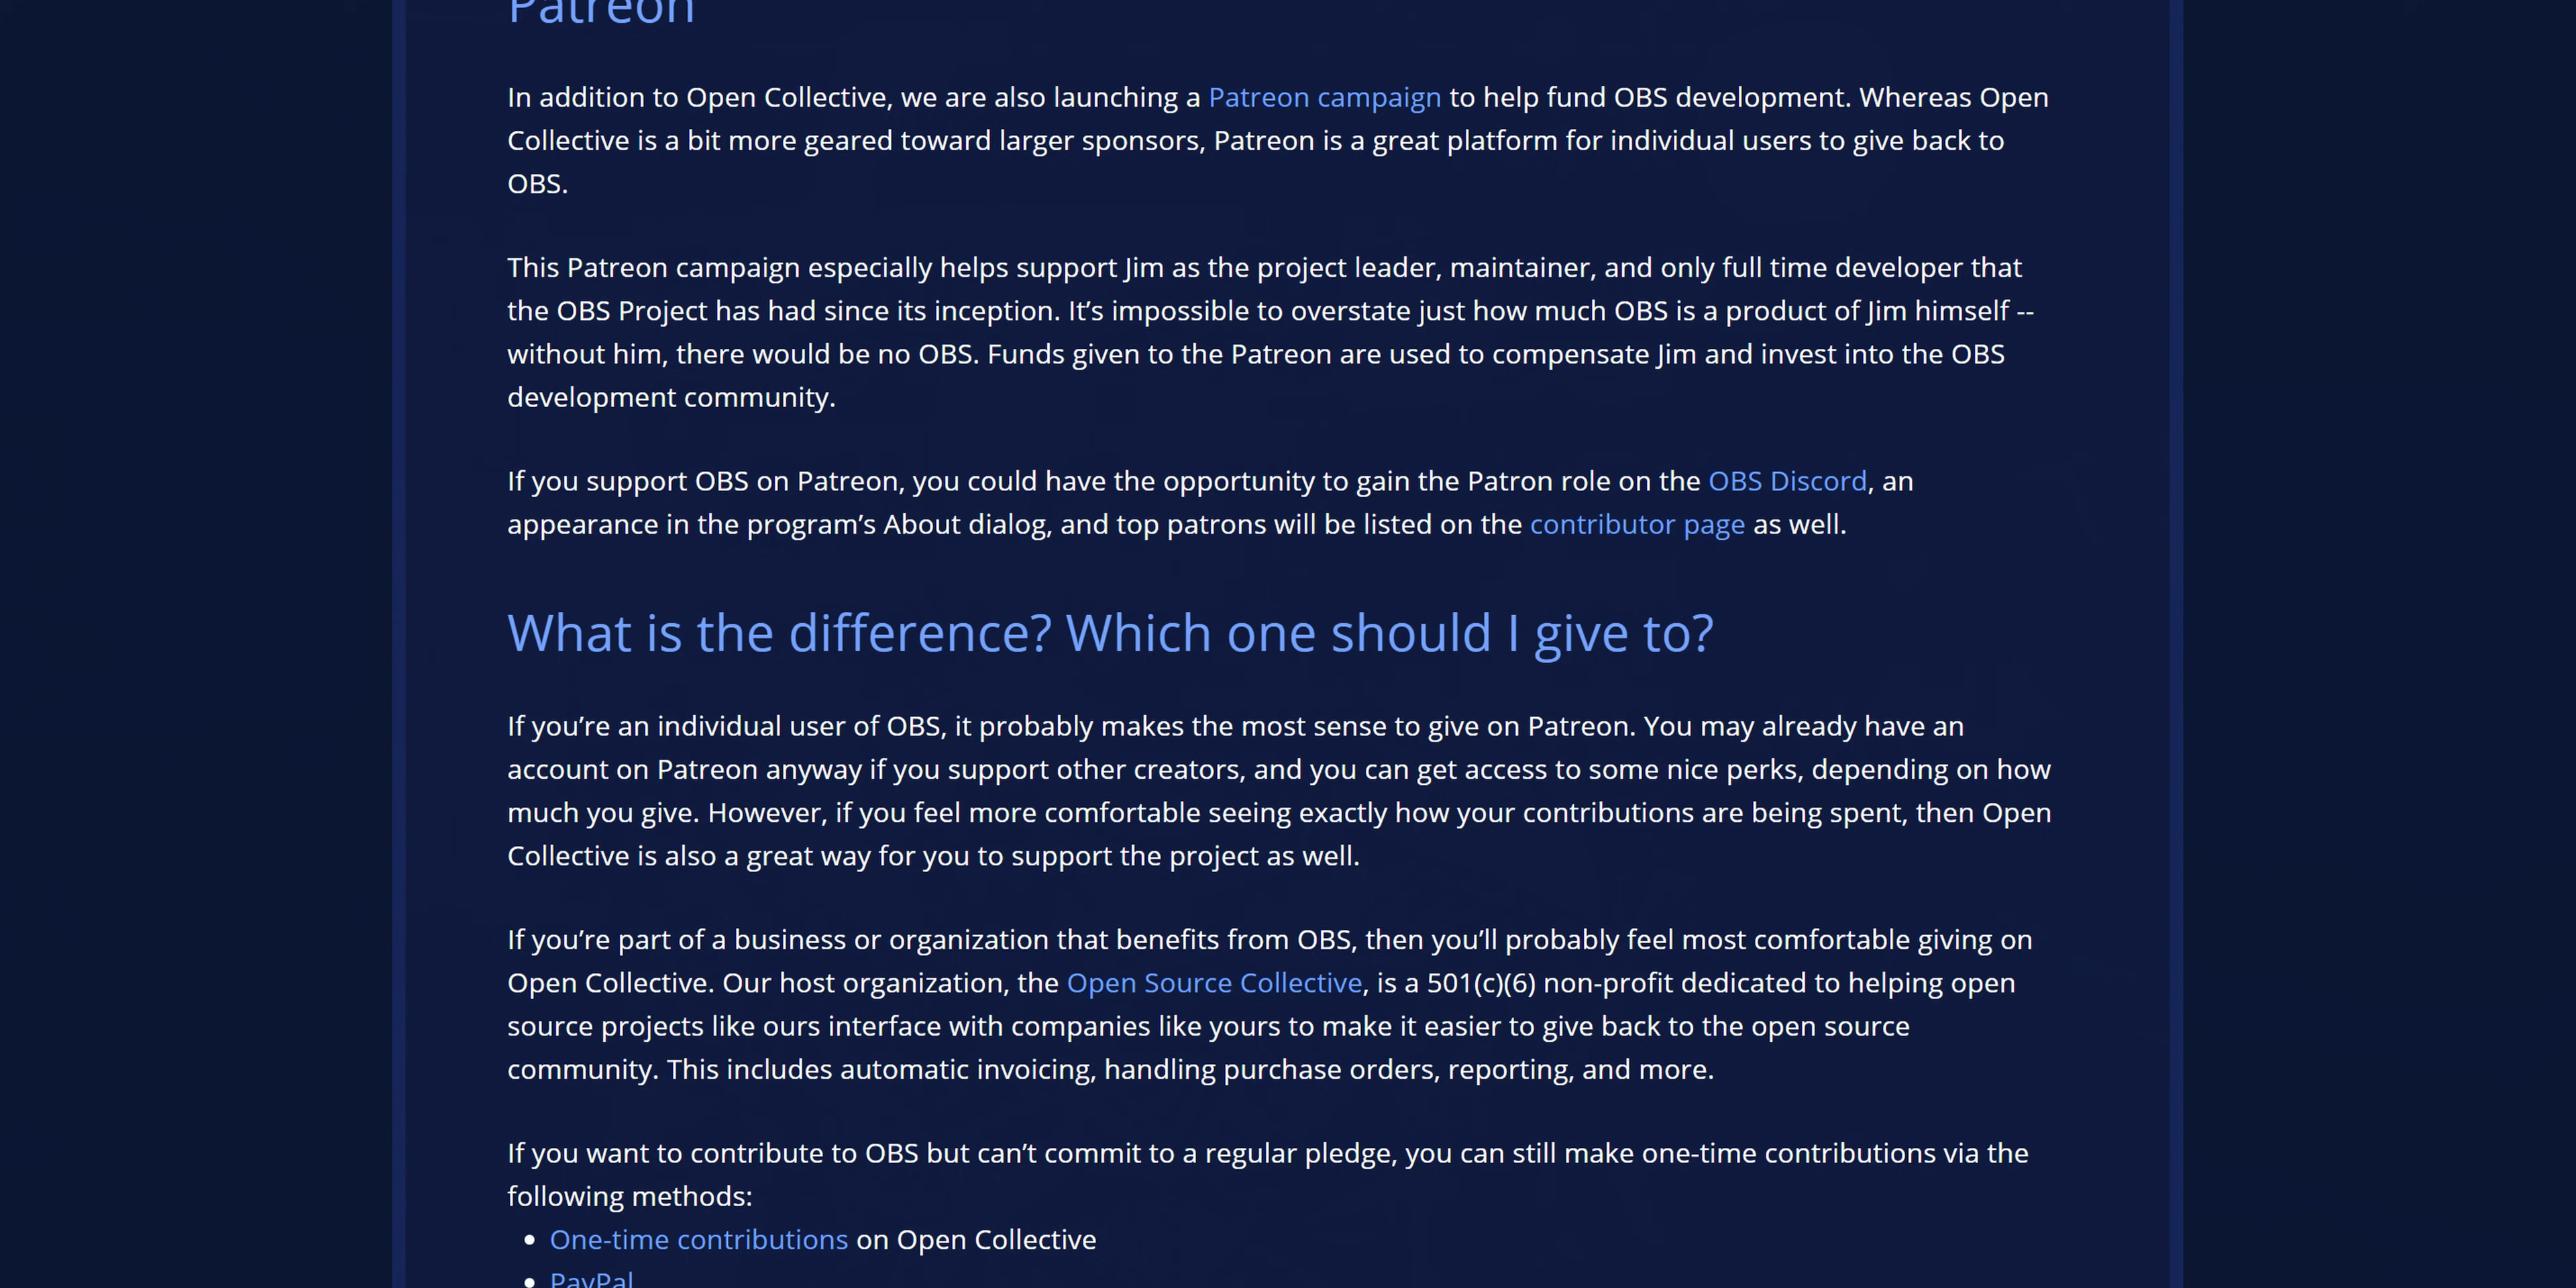 Patreon
In addition to Open Collective, we are also launching a Patreon campaign to help fund OBS development. Whereas Open
Collective is a bit more geared toward larger sponsors, Patreon is a great platform for individual users to give back to
OBS.
This Patreon campaign especially helps support Jim as the project leader, maintainer, and only full time developer that
the OBS Project has had since its inception. It’s impossible to overstate just how much OBS is a product of Jim himself --
without him, there would be no OBS. Funds given to the Patreon are used to compensate Jim and invest into the OBS
development community.
If you support OBS on Patreon, you could have the opportunity to gain the Patron role on the OBS Discord, an
appearance in the program’s About dialog, and top patrons will be listed on the contributor page as well.
What is the difference? Which one should I give to?
If you’re an individual user of OBS, it probably makes the most sense to give on Patreon. You may already have an
account on Patreon anyway if you support other creators, and you can get access to some nice perks, depending on how
much you give. However, if you feel more comfortable seeing exactly how your contributions are being spent, then Open
Collective is also a great way for you to support the project as well.
If you’re part of a business or organization that benefits from OBS, then you’ll probably feel most comfortable giving on
Open Collective. Our host organization, the Open Source Collective, is a 501(c)(6) non-profit dedicated to helping open
source projects like ours interface with companies like yours to make it easier to give back to the open source
community. This includes automatic invoicing, handling purchase orders, reporting, and more.
If you want to contribute to OBS but can’t commit to a regular pledge, you can still make one-time contributions via the
following methods:
• One-time contributions on Open Collective
• PayPal